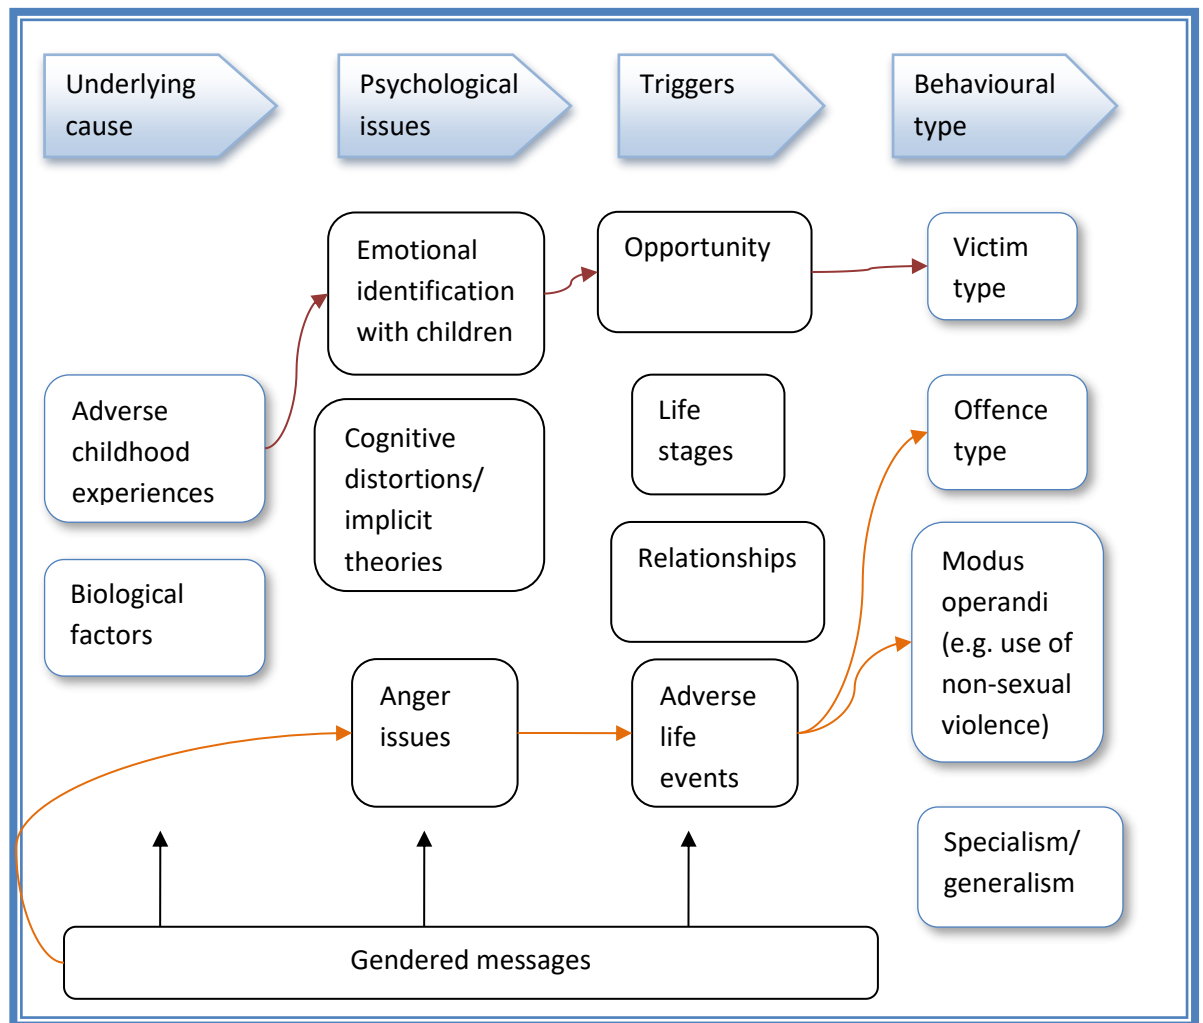 Underlying
cause
Psychological
issues
Triggers
Behavioural
type
Emotional
identification
with children
Opportunity
Victim
type
Adverse
childhood
experiences
Cognitive
distortions/
implicit
theories
Life
stages
Offence
type
Biological
factors
Relationships
Modus
operandi
(e.g. use of
non-sexual
violence)
Anger
issues
Adverse
life
events
Specialism/
generalism
Gendered messages